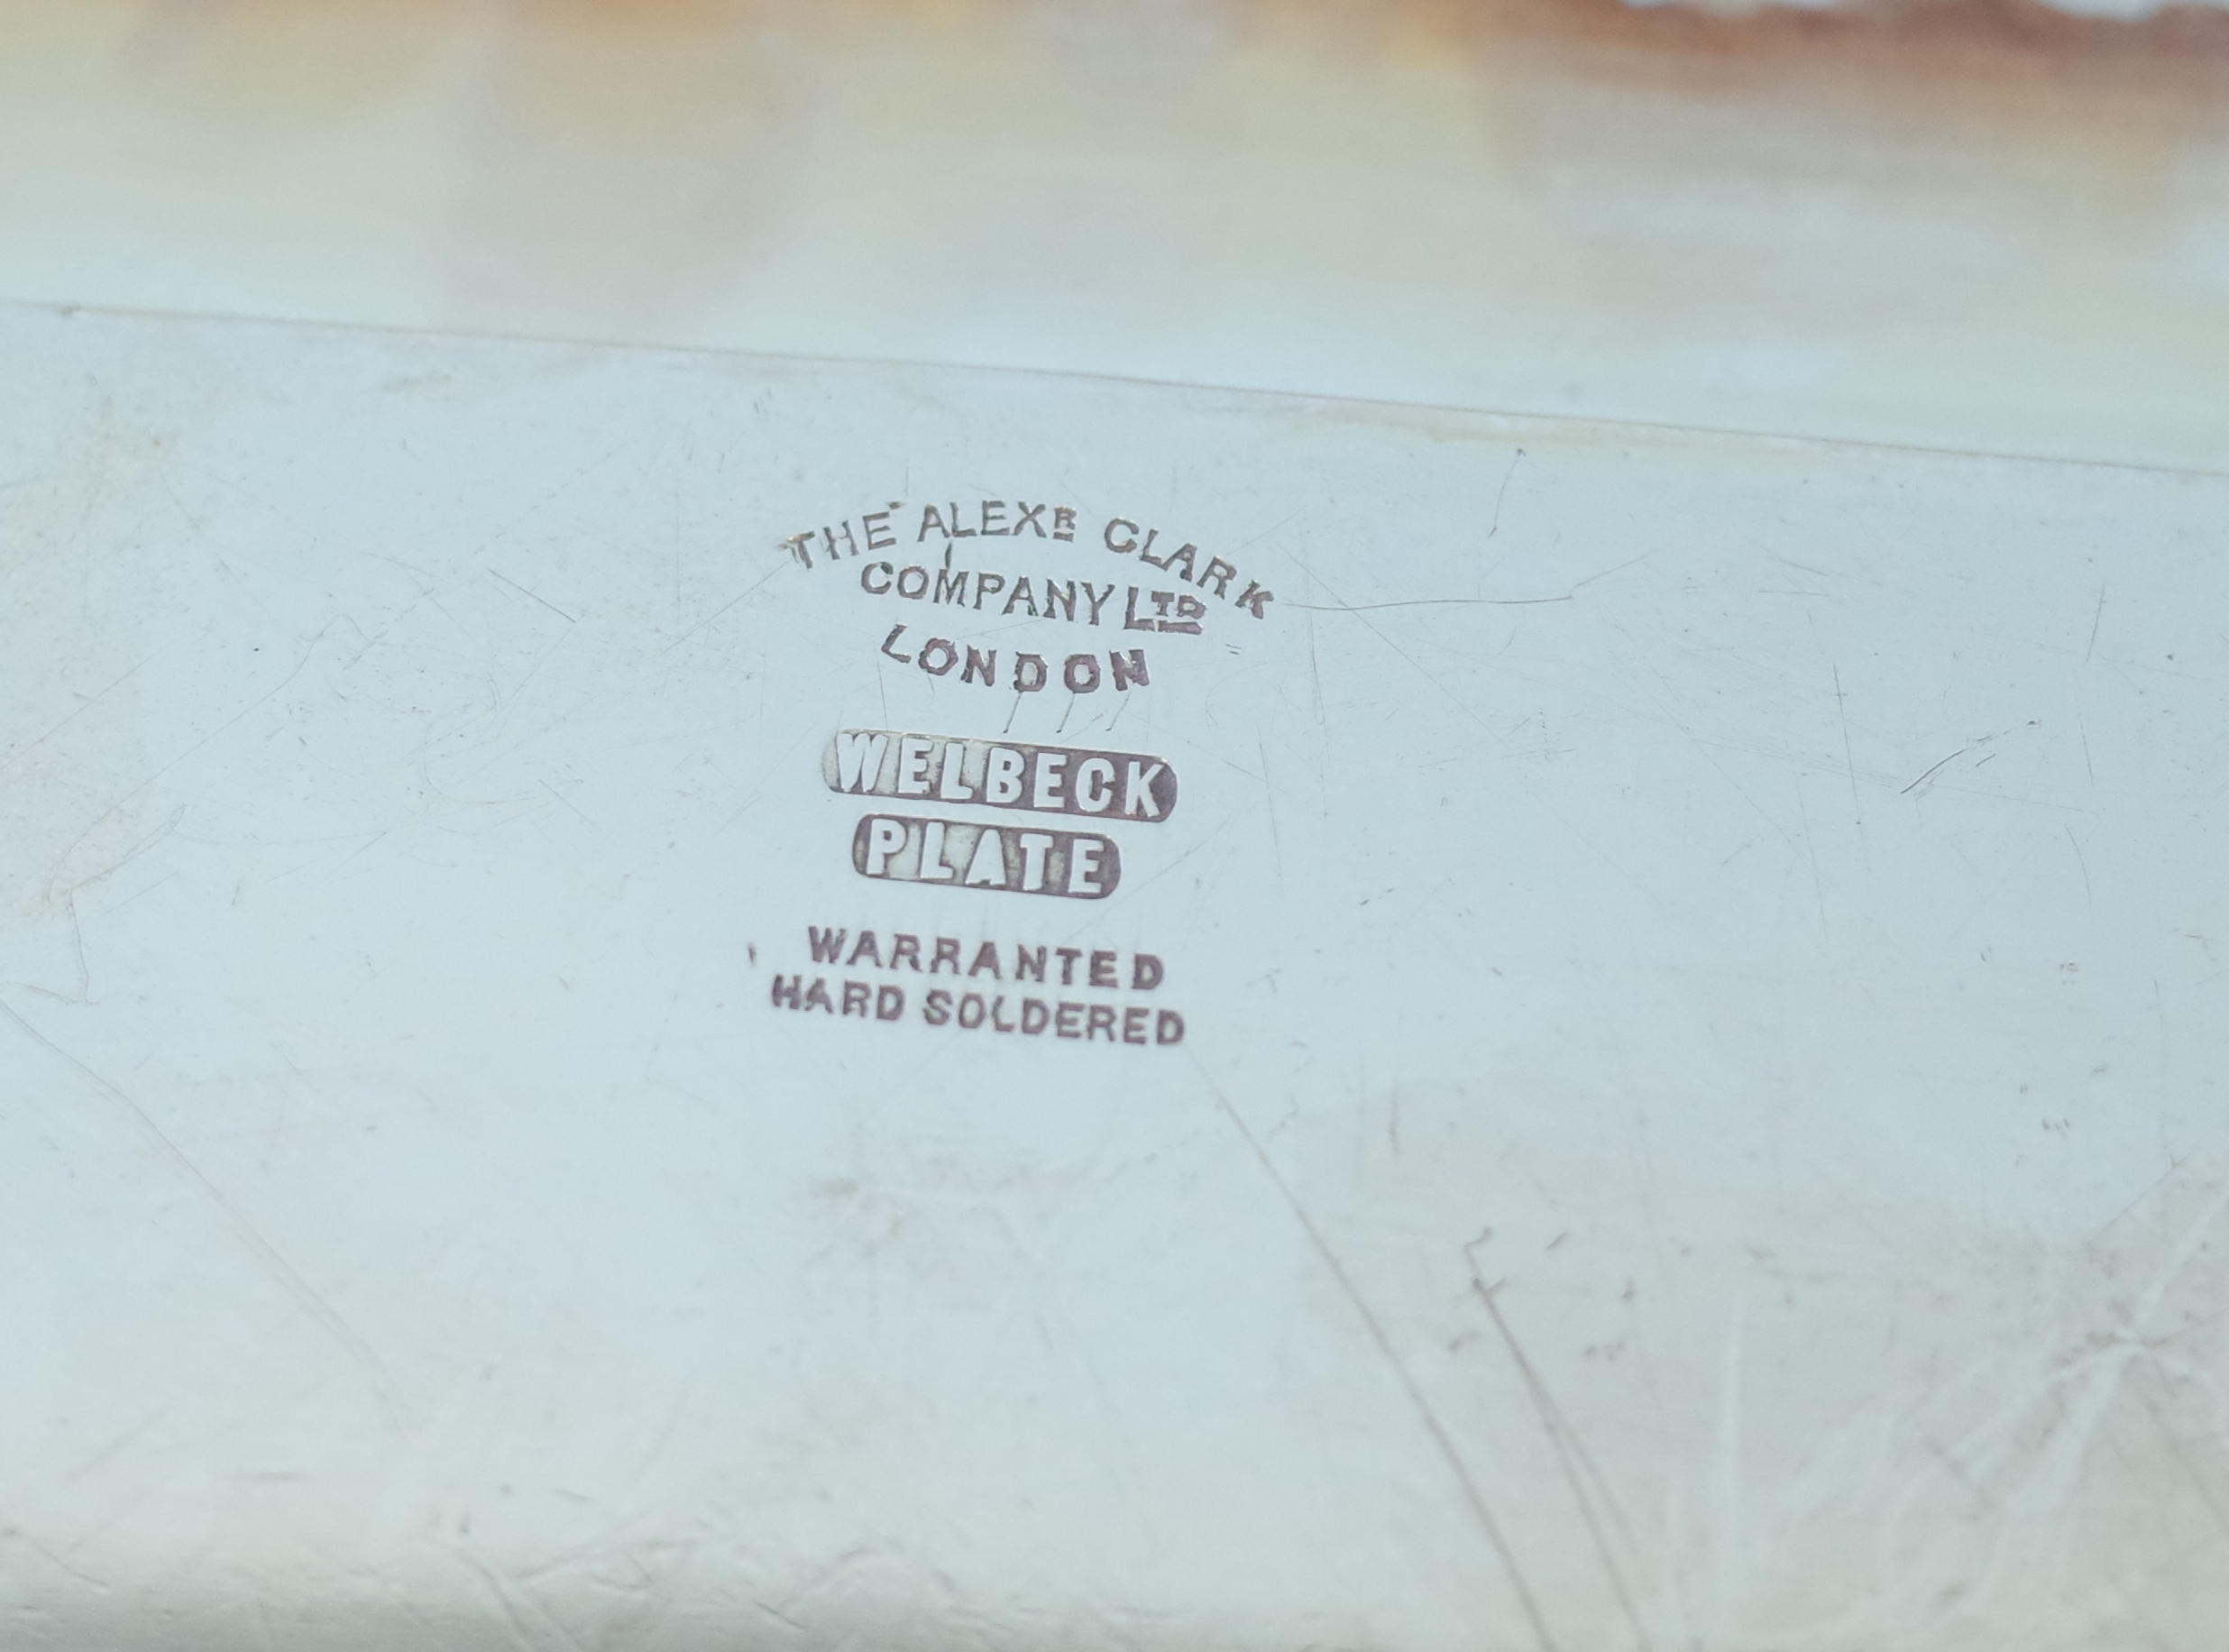 THE ALEXR CLARK
COMPANY LTD
LONDON
WELBECK
PLATE
WARRANTED
HARD SOLDERED